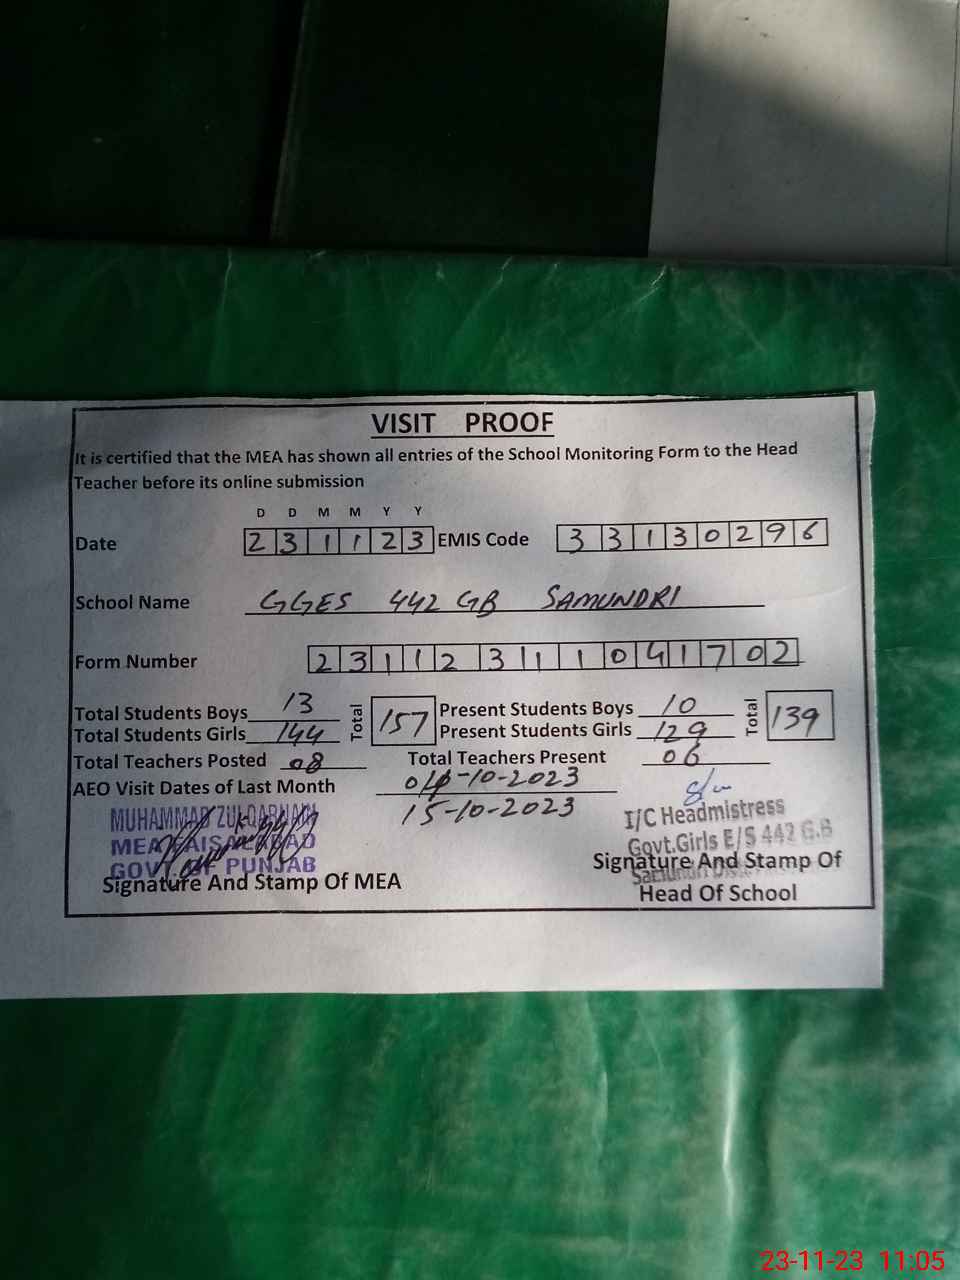 VISIT PROOF
It is certified that the MEA has shown all entries of the School Monitoring Form to the Head
Teacher before its online submission
D D M M Y Y
Date 2 3 1 1 2 3 EMIS Code 3 3 1 3 0 2 9 6
School Name GGES 442 GB SAMUNDRI
Form Number 2 3 1 1 2 3 1 1 1 0 4 1 7 0 2
Total Students Boys 13 Total 157 Present Students Boys 10 Total 139
Total Students Girls 144 Present Students Girls 129
Total Teachers Posted 08 Total Teachers Present 06
AEO Visit Dates of Last Month -10-2023
15-10-2023
MUHAMMAD ZULQARNAIN
MEA FAISALABAD
GOVT. OF PUNJAB
Signature And Stamp Of MEA
I/C Headmistress
Govt.Girls E/S 442 G.B
Signature And Stamp Of
Head Of School
23-11-23 11:05